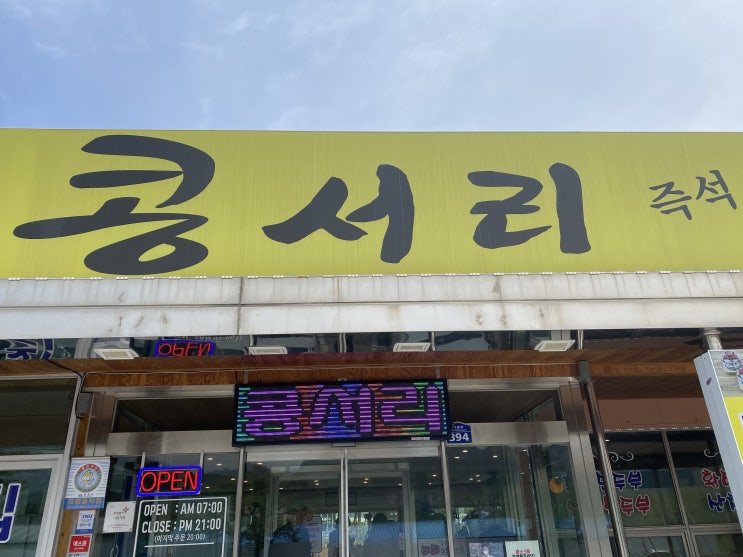 콩서리 즉석
콩서리
394
OPEN
OPEN : AM 07:00
CLOSE : PM 21:00
(마지막 주문 20:00)